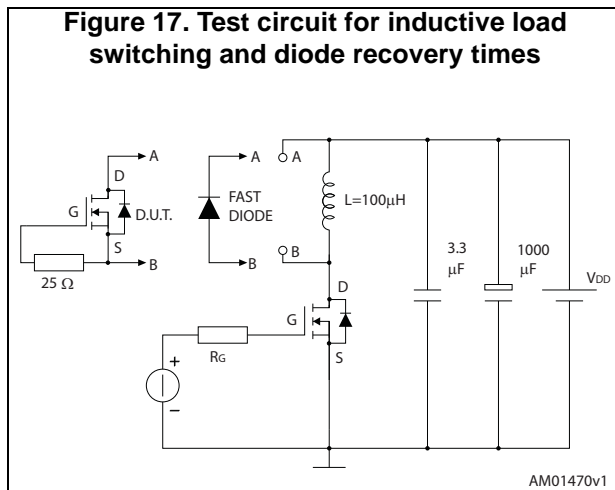 Figure 17. Test circuit for inductive load
switching and diode recovery times
A
D
G
D.U.T.
S
B
25 Ω
A
FAST
DIODE
B
A
L=100μH
B
D
G
S
RG
+
–
3.3
μF
1000
μF
VDD
AM01470v1